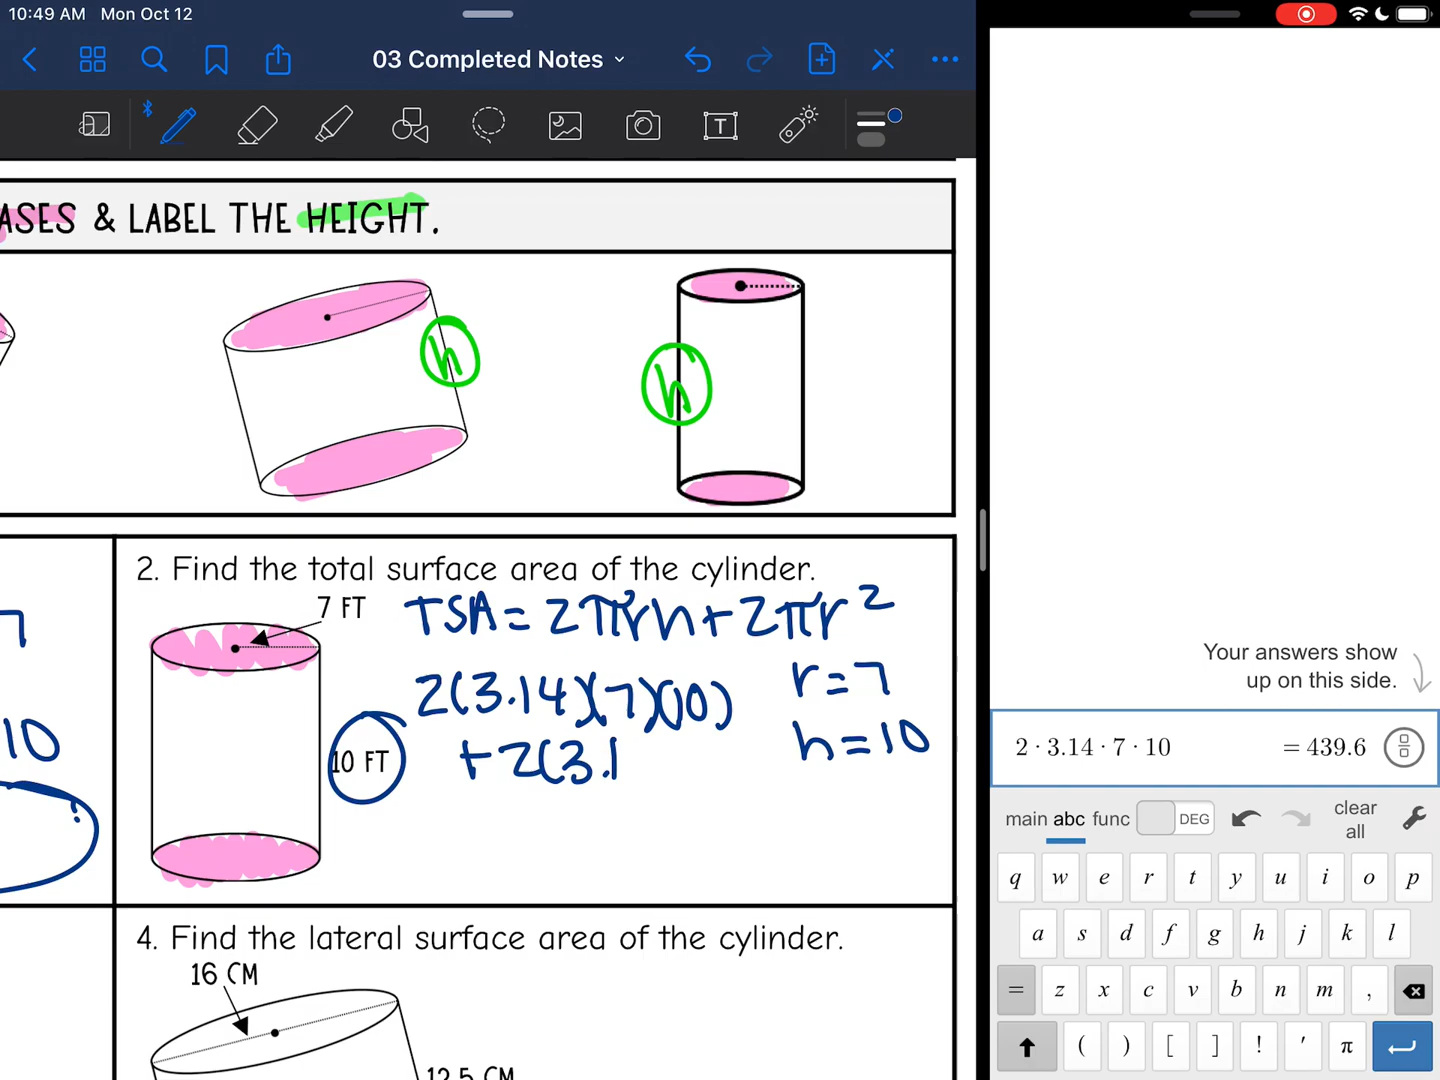 10:49 AM Mon Oct 12
03 Completed Notes
T
ASES & LABEL THE HEIGHT.
h
h
2. Find the total surface area of the cylinder.
7 FT
TSA = 2πrh + 2πr²
7
2(3.14)(7)(10)
r = 7
10
10 FT
+ 2(3.1
h = 10
4. Find the lateral surface area of the cylinder.
16 CM
12.5 CM
Your answers show
up on this side.
2 · 3.14 · 7 · 10 = 439.6
main abc func DEG clear all
q w e r t y u i o p
a s d f g h j k l
= z x c v b n m ,
( ) [ ] ! ' π